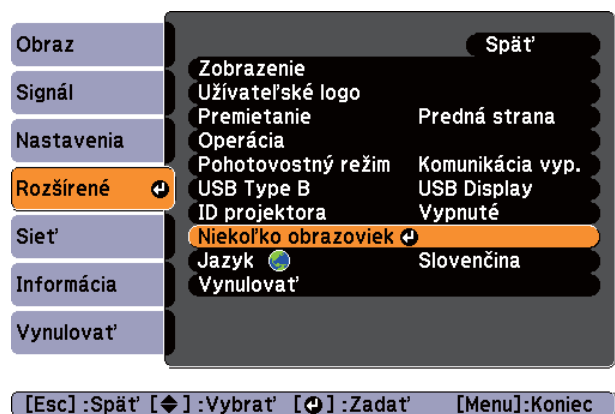 Obraz
Signál
Nastavenia
Rozšírené
Sieť
Informácia
Vynulovať
Späť
Zobrazenie
Užívateľské logo
Premietanie Predná strana
Operácia
Pohotovostný režim Komunikácia vyp.
USB Type B USB Display
ID projektora Vypnuté
Niekoľko obrazoviek
Jazyk Slovenčina
Vynulovať
[Esc] :Späť [◆] :Vybrať [↵] :Zadať [Menu]:Koniec